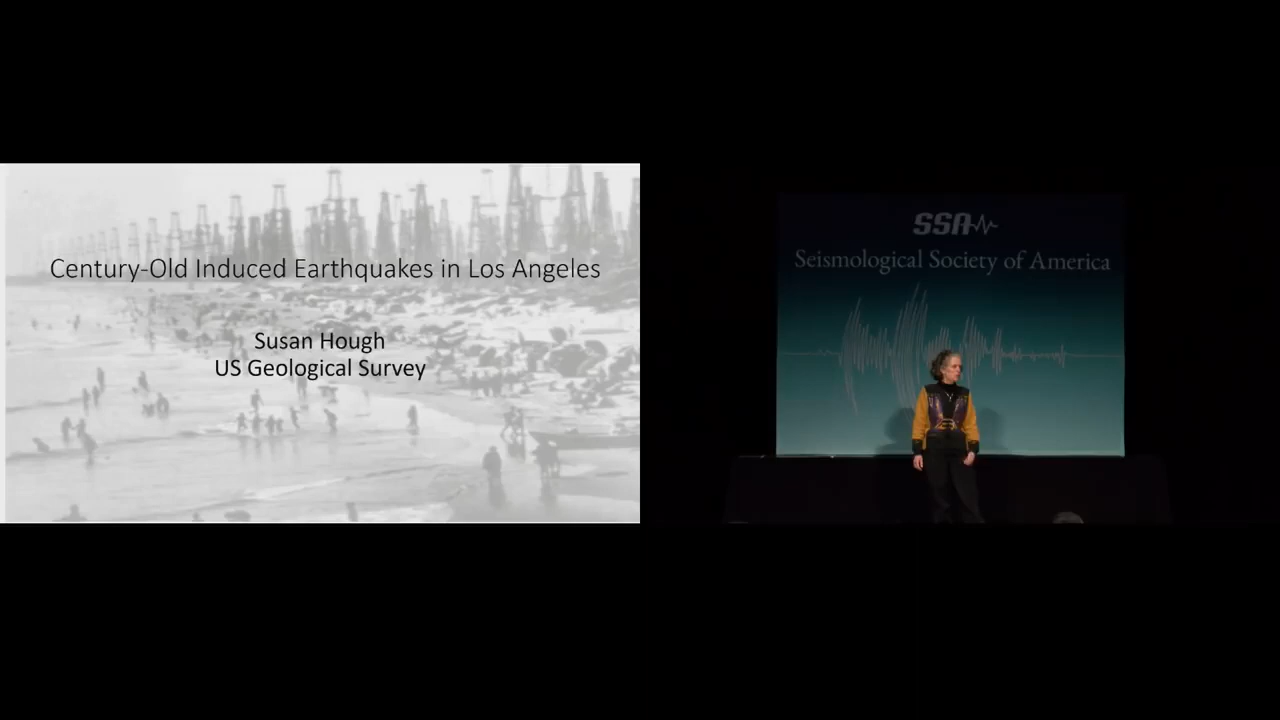 Century-Old Induced Earthquakes in Los Angeles
Susan Hough
US Geological Survey
SSA
Seismological Society of America